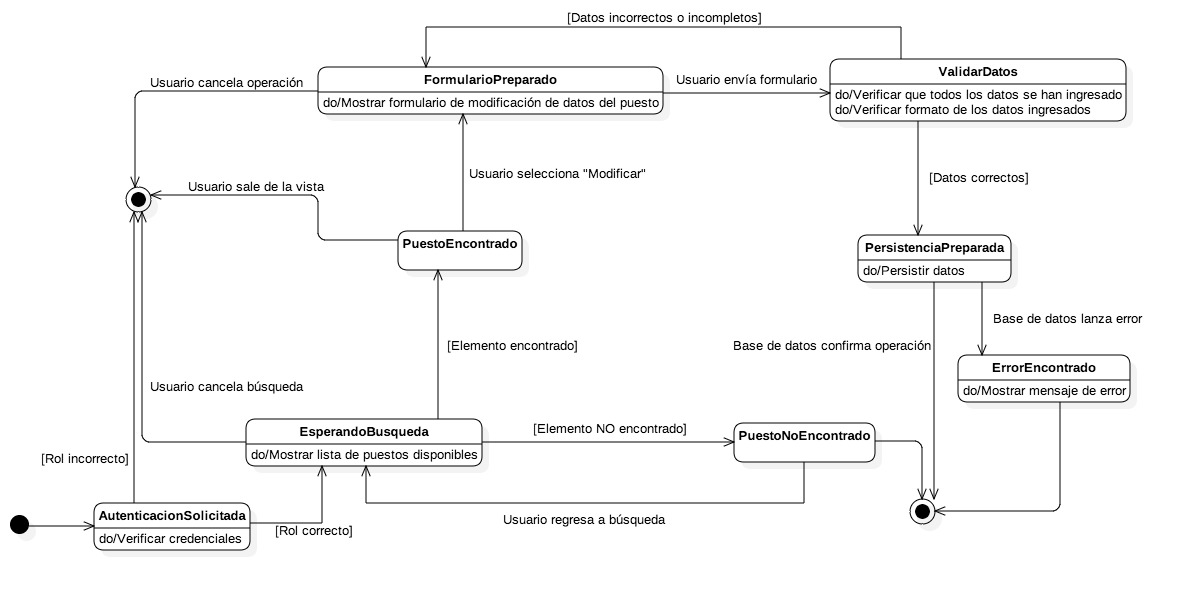 [Datos incorrectos o incompletos]
Usuario cancela operación
FormularioPreparado
do/Mostrar formulario de modificación de datos del puesto
Usuario envía formulario
ValidarDatos
do/Verificar que todos los datos se han ingresado
do/Verificar formato de los datos ingresados
Usuario selecciona "Modificar"
[Datos correctos]
Usuario sale de la vista
PuestoEncontrado
PersistenciaPreparada
do/Persistir datos
Base de datos lanza error
[Elemento encontrado]
Base de datos confirma operación
ErrorEncontrado
do/Mostrar mensaje de error
Usuario cancela búsqueda
EsperandoBusqueda
do/Mostrar lista de puestos disponibles
[Elemento NO encontrado]
PuestoNoEncontrado
[Rol incorrecto]
AutenticacionSolicitada
do/Verificar credenciales
[Rol correcto]
Usuario regresa a búsqueda